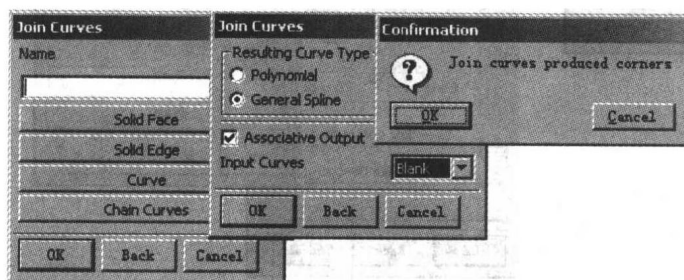 Join Curves
Name
Solid Face
Solid Edge
Curve
Chain Curves
OK
Back
Cancel
Join Curves
Resulting Curve Type
Polynomial
General Spline
Associative Output
Input Curves
Blank
OK
Back
Cancel
Confirmation
?
Join curves produced corners
OK
Cancel